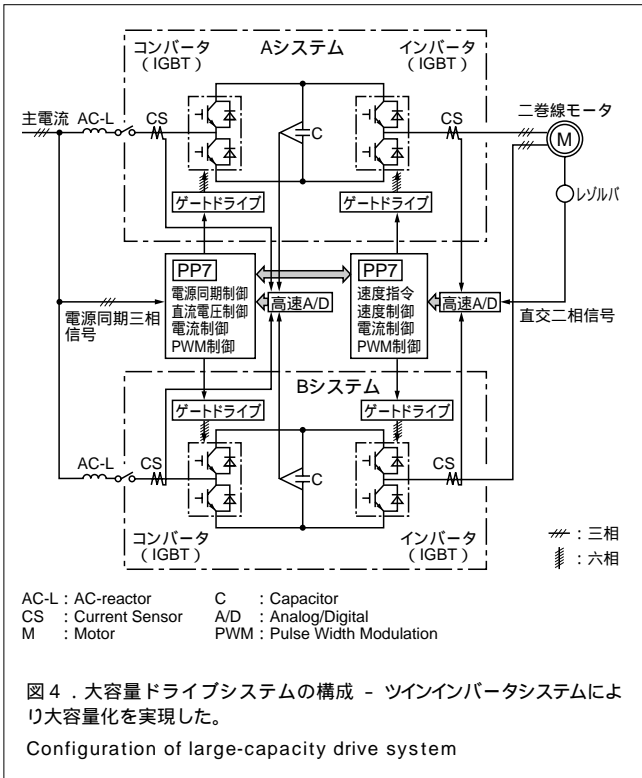 コンバータ
（IGBT）
Aシステム
インバータ
（IGBT）
主電流
AC-L
CS
C
CS
二巻線モータ
M
レゾルバ
ゲートドライブ
ゲートドライブ
PP7
電源同期制御
直流電圧制御
電流制御
PWM制御
高速A/D
PP7
速度指令
速度制御
電流制御
PWM制御
高速A/D
電源同期三相
信号
直交二相信号
Bシステム
ゲートドライブ
ゲートドライブ
AC-L
CS
C
CS
コンバータ
（IGBT）
インバータ
（IGBT）
：三相
：六相
AC-L : AC-reactor
C : Capacitor
CS : Current Sensor
A/D : Analog/Digital
M : Motor
PWM : Pulse Width Modulation
図４．大容量ドライブシステムの構成 － ツインインバータシステムによ
り大容量化を実現した。
Configuration of large-capacity drive system